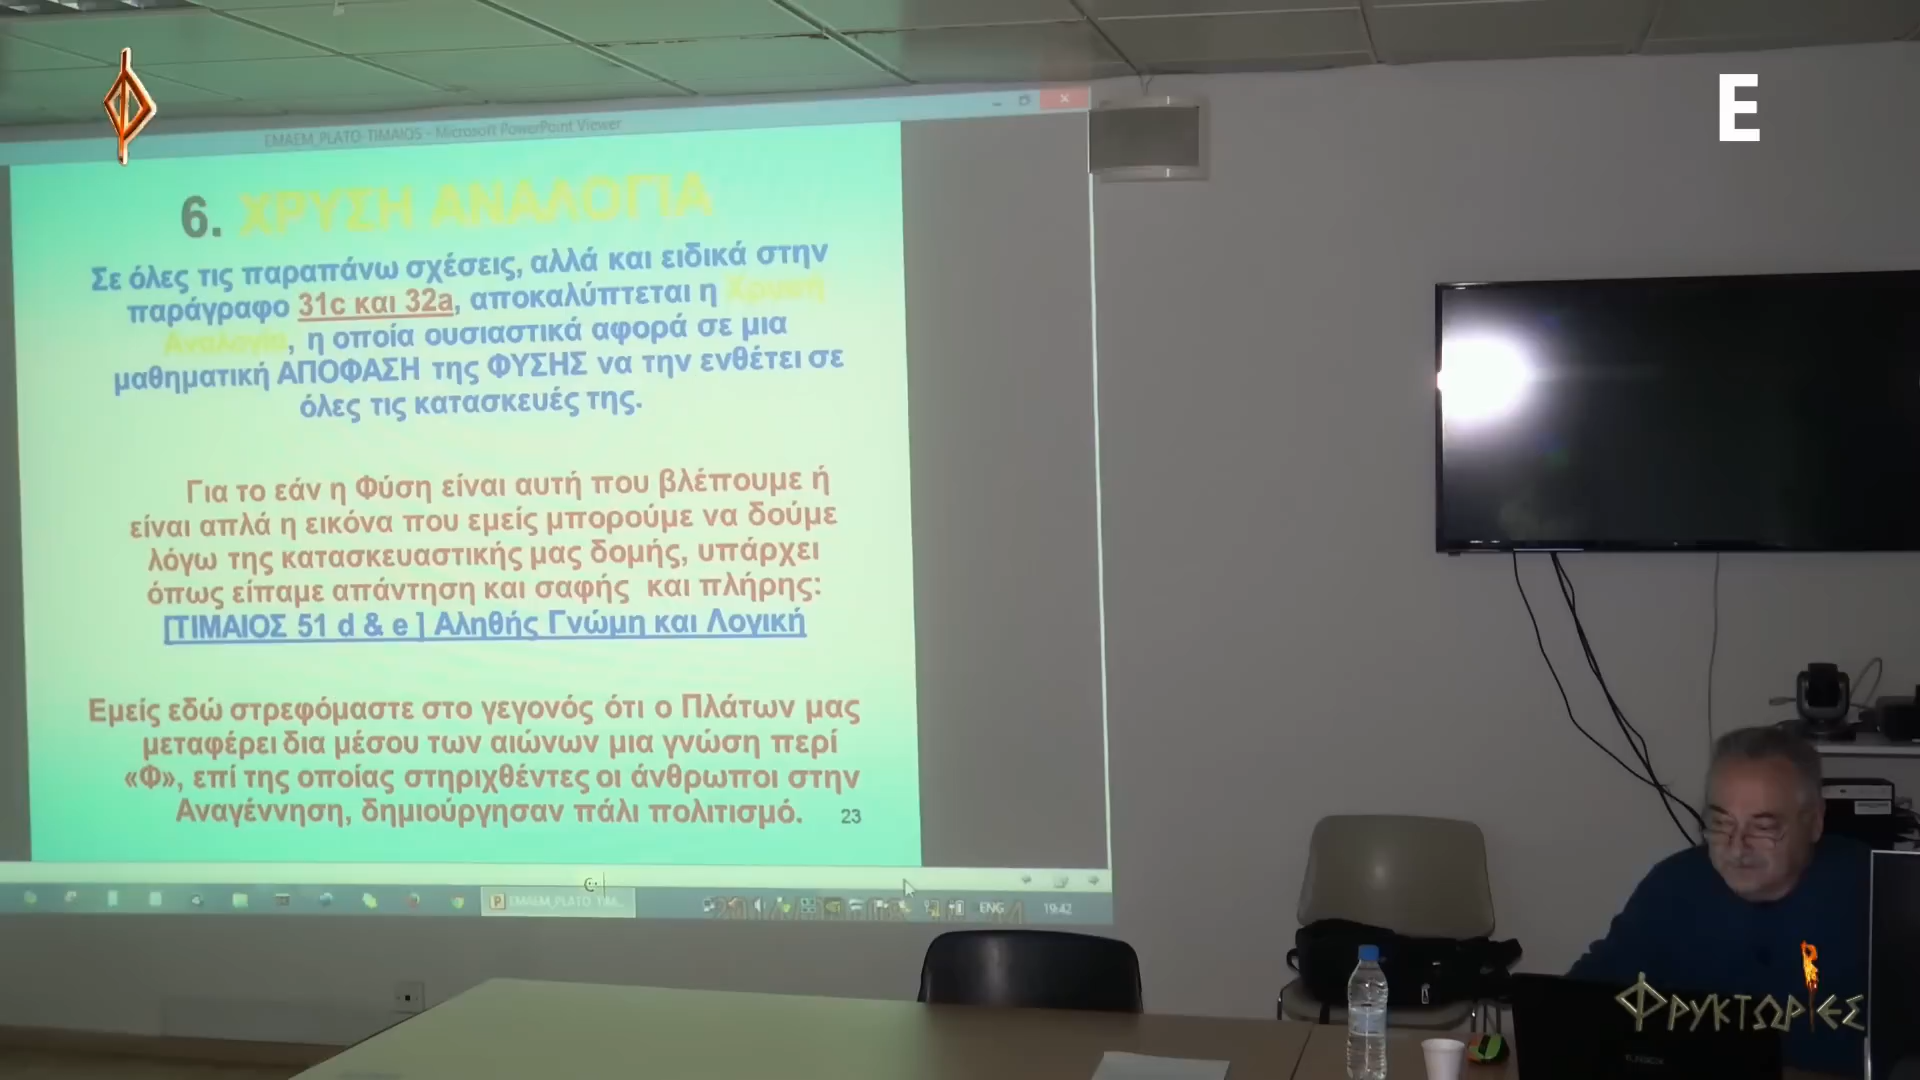 E
EMAEM_PLATO-TIMAIOS - Microsoft PowerPoint Viewer
6. ΧΡΥΣΗ ΑΝΑΛΟΓΙΑ
Σε όλες τις παραπάνω σχέσεις, αλλά και ειδικά στην
παράγραφο 31c και 32a, αποκαλύπτεται η Χρυσή
Αναλογία, η οποία ουσιαστικά αφορά σε μια
μαθηματική ΑΠΟΦΑΣΗ της ΦΥΣΗΣ να την ενθέτει σε
όλες τις κατασκευές της.
Για το εάν η Φύση είναι αυτή που βλέπουμε ή
είναι απλά η εικόνα που εμείς μπορούμε να δούμε
λόγω της κατασκευαστικής μας δομής, υπάρχει
όπως είπαμε απάντηση και σαφής και πλήρης:
[ΤΙΜΑΙΟΣ 51 d & e ] Αληθής Γνώμη και Λογική
Εμείς εδώ στρεφόμαστε στο γεγονός ότι ο Πλάτων μας
μεταφέρει δια μέσου των αιώνων μια γνώση περί
«Φ», επί της οποίας στηριχθέντες οι άνθρωποι στην
Αναγέννηση, δημιούργησαν πάλι πολιτισμό.
23
EMAEM_PLATO-TIM...
ENG
19:42
ΦΡΥΚΤΩΡΙΕΣ